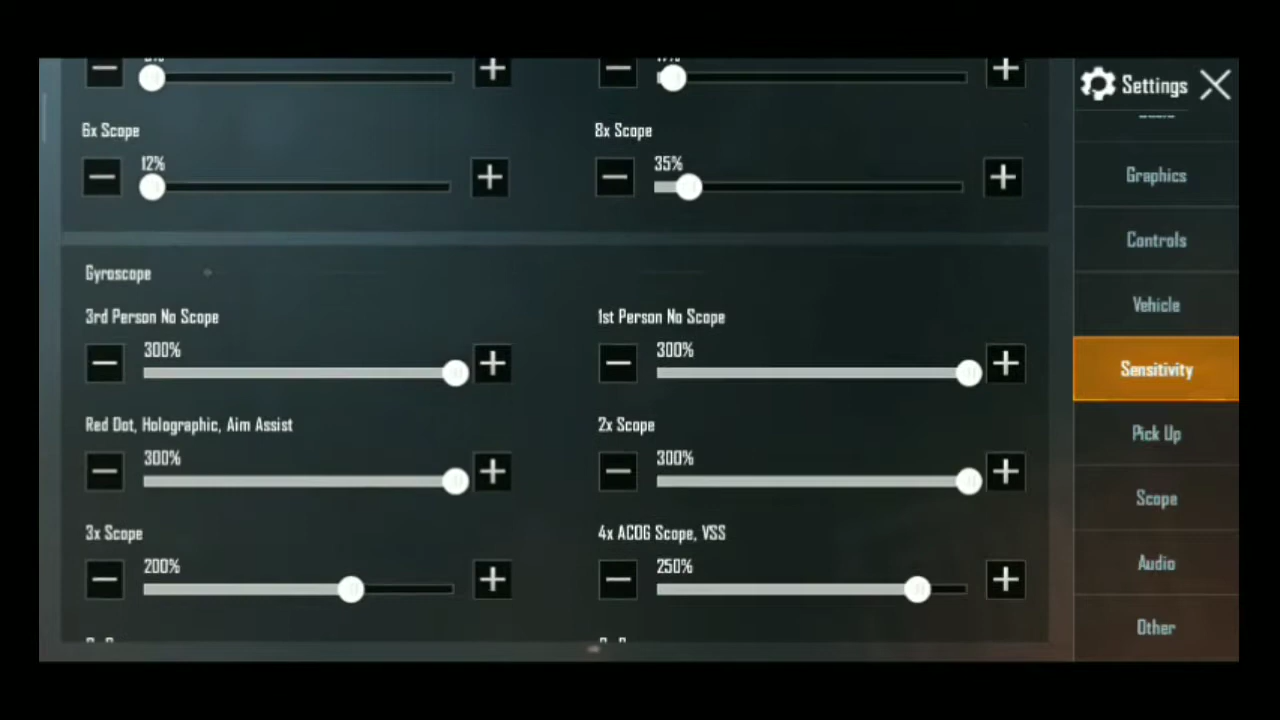 Settings
6x Scope
8x Scope
12%
35%
Graphics
Controls
Gyroscope
3rd Person No Scope
1st Person No Scope
Vehicle
300%
300%
Sensitivity
Red Dot, Holographic, Aim Assist
2x Scope
Pick Up
300%
300%
Scope
3x Scope
4x ACOG Scope, VSS
200%
250%
Audio
Other